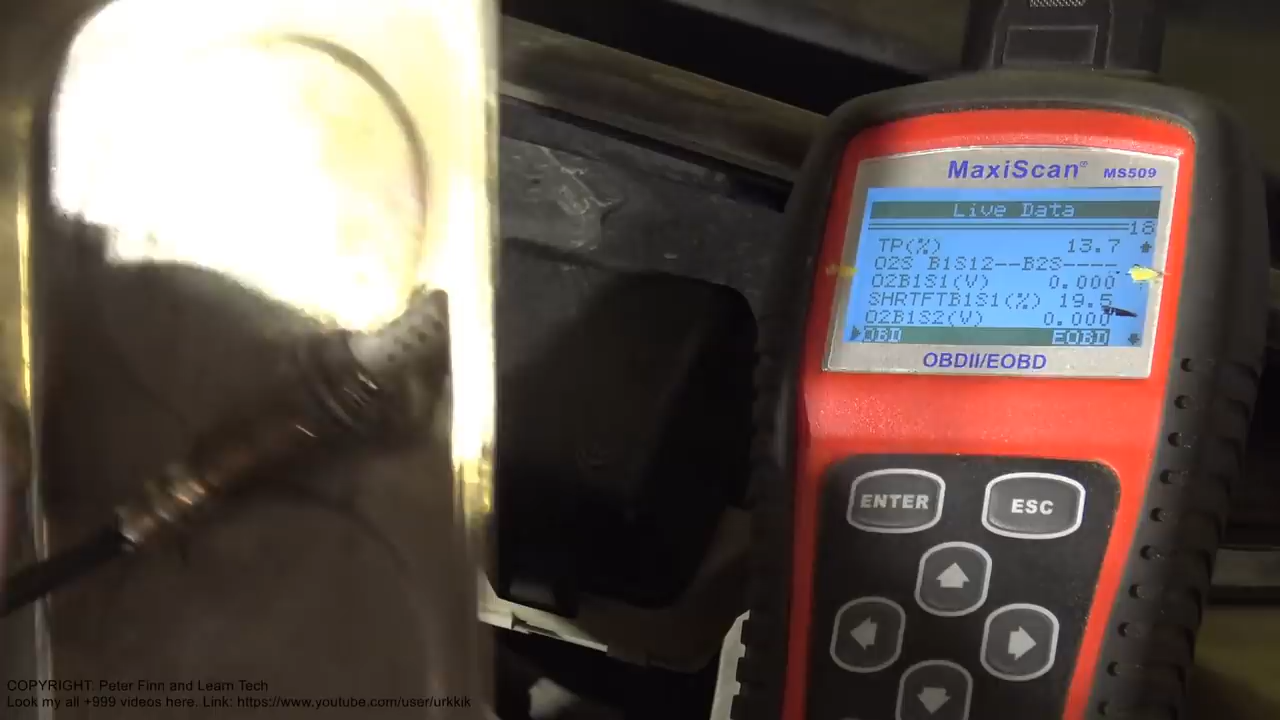 MaxiScan® MS509
Live Data
18
TP(%) 13.7
O2S B1S12--B2S----
O2B1S1(V) 0.000
SHRTFTB1S1(%) 19.5
O2B1S2(V) 0.000
OBD EOBD
OBDII/EOBD
ENTER ESC
COPYRIGHT: Peter Finn and Learn Tech
Look my all +999 videos here. Link: https://www.youtube.com/user/urkkik